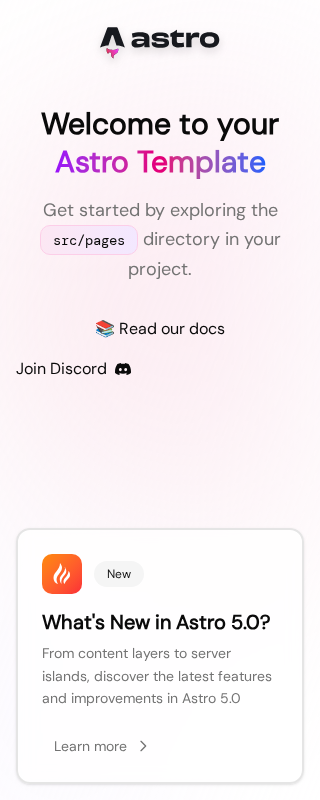 astro
Welcome to your
Astro Template
Get started by exploring the
src/pages directory in your
project.
📚 Read our docs
Join Discord
New
What's New in Astro 5.0?
From content layers to server
islands, discover the latest features
and improvements in Astro 5.0
Learn more